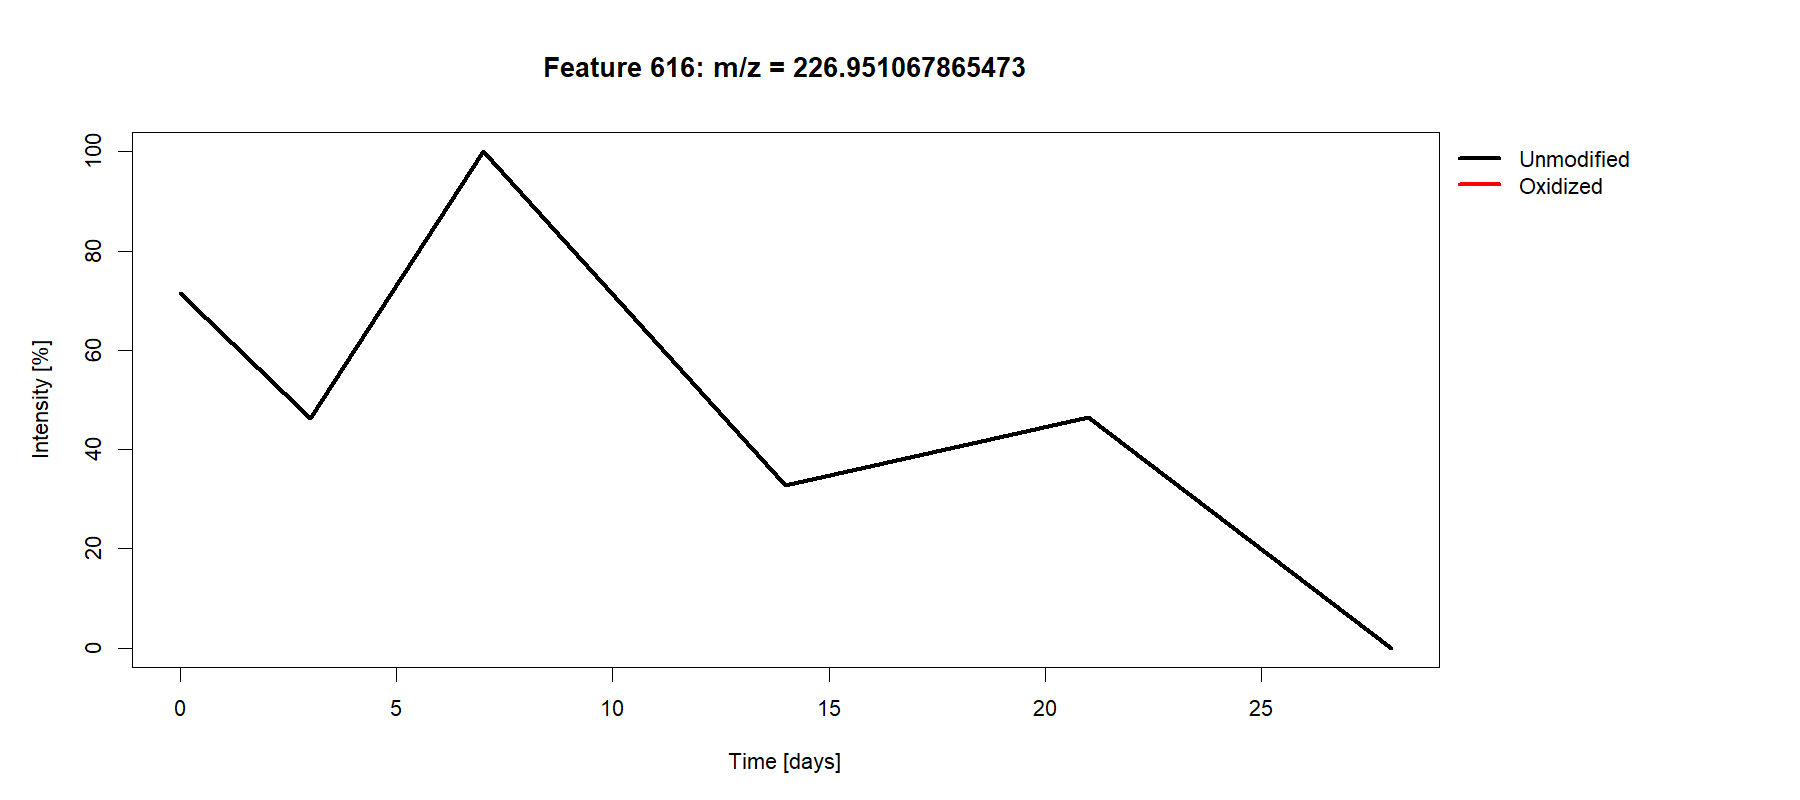 Feature 616: m/z = 226.951067865473
Unmodified
Oxidized
Intensity [%]
100
80
60
40
20
0
0 5 10 15 20 25
Time [days]